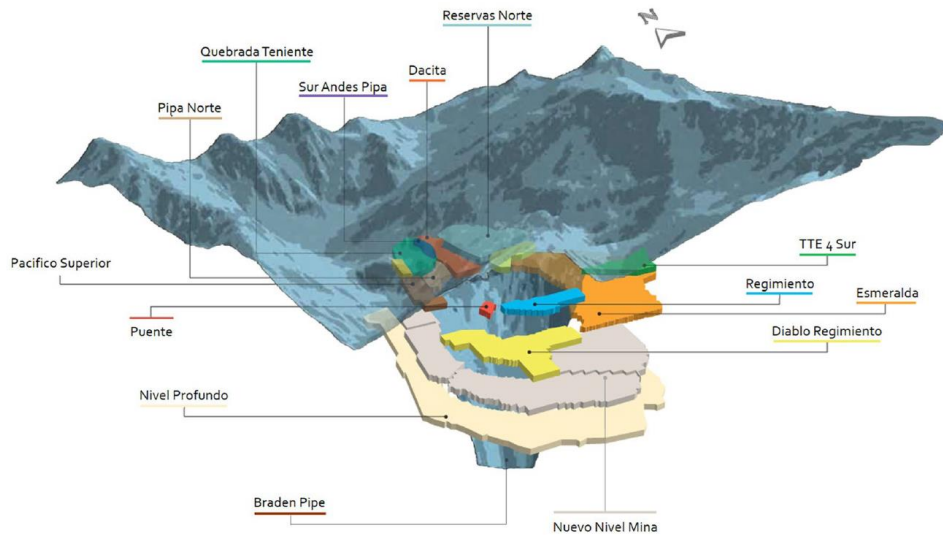 Reservas Norte
N
Quebrada Teniente
Dacita
Sur Andes Pipa
Pipa Norte
TTE 4 Sur
Pacifico Superior
Regimiento
Esmeralda
Puente
Diablo Regimiento
Nivel Profundo
Braden Pipe
Nuevo Nivel Mina